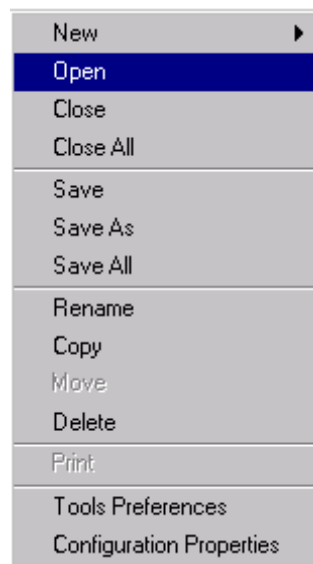 New
Open
Close
Close All
Save
Save As
Save All
Rename
Copy
Move
Delete
Print
Tools Preferences
Configuration Properties